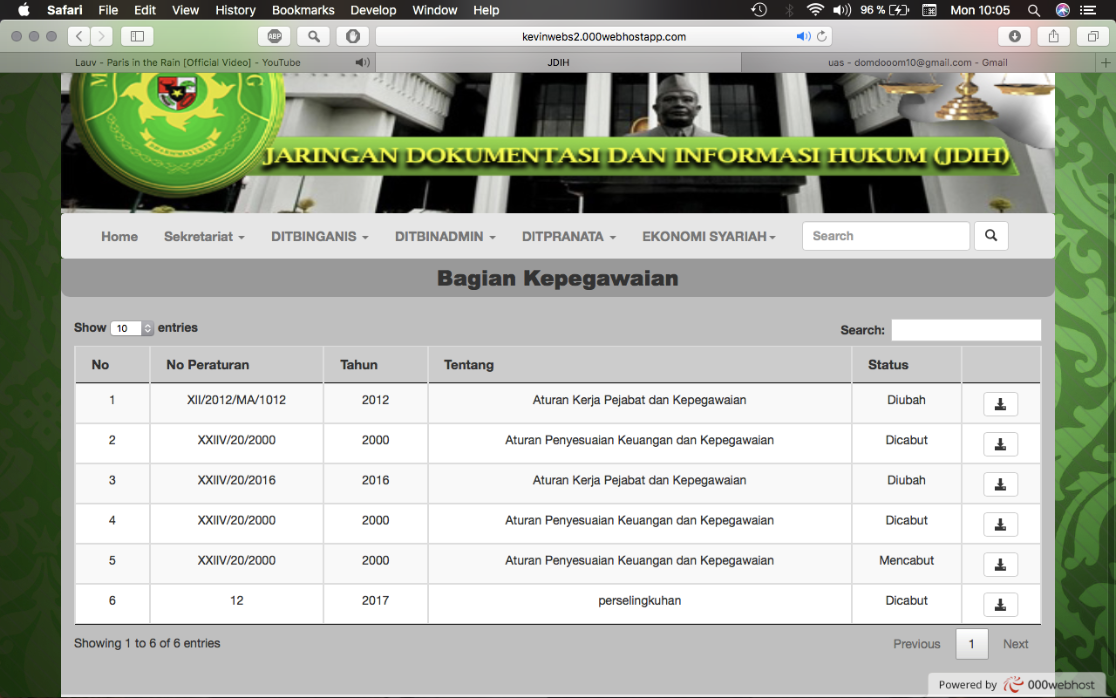 Safari File Edit View History Bookmarks Develop Window Help 96% Mon 10:05
ABP kevinwebs2.000webhostapp.com
Lauv - Paris in the Rain [Official Video] - YouTube JDIH uas - domdooom10@gmail.com - Gmail
JARINGAN DOKUMENTASI DAN INFORMASI HUKUM (JDIH)
Home Sekretariat DITBINGANIS DITBINADMIN DITPRANATA EKONOMI SYARIAH Search
Bagian Kepegawaian
Show 10 entries Search:
No No Peraturan Tahun Tentang Status
1 XII/2012/MA/1012 2012 Aturan Kerja Pejabat dan Kepegawaian Diubah
2 XXIIV/20/2000 2000 Aturan Penyesuaian Keuangan dan Kepegawaian Dicabut
3 XXIIV/20/2016 2016 Aturan Kerja Pejabat dan Kepegawaian Diubah
4 XXIIV/20/2000 2000 Aturan Penyesuaian Keuangan dan Kepegawaian Dicabut
5 XXIIV/20/2000 2000 Aturan Penyesuaian Keuangan dan Kepegawaian Mencabut
6 12 2017 perselingkuhan Dicabut
Showing 1 to 6 of 6 entries Previous 1 Next
Powered by 000webhost